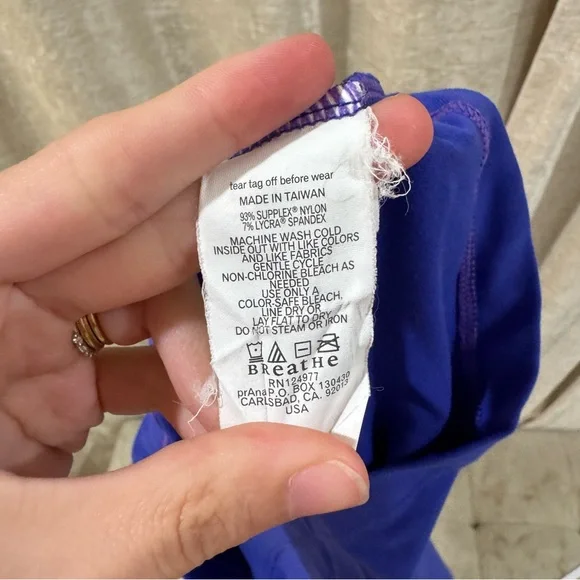 tear tag off before wear
MADE IN TAIWAN
93% SUPPLEX® NYLON
7% LYCRA® SPANDEX
MACHINE WASH COLD
INSIDE OUT WITH LIKE COLORS
AND LIKE FABRICS
GENTLE CYCLE
NON-CHLORINE BLEACH AS
NEEDED
USE ONLY A
COLOR-SAFE BLEACH,
LINE DRY OR
LAY FLAT TO DRY.
DO NOT STEAM OR IRON
BReatHe
RN124977
prAna P.O. BOX 130430
CARLSBAD, CA. 92013
USA